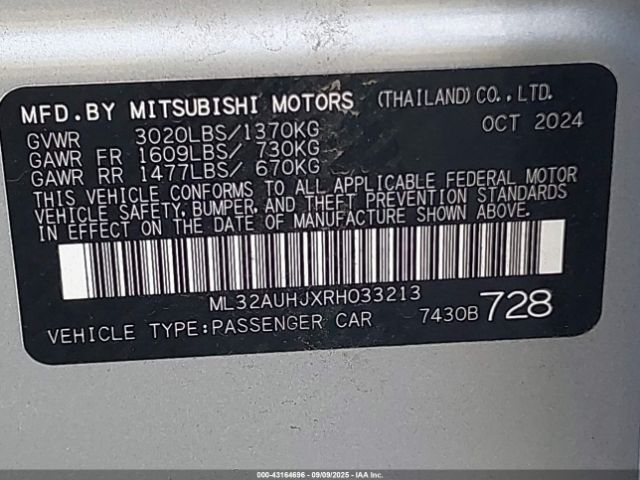 MFD.BY MITSUBISHI MOTORS (THAILAND)CO.,LTD.
GVWR 3020LBS/1370KG OCT 2024
GAWR FR 1609LBS/ 730KG
GAWR RR 1477LBS/ 670KG
THIS VEHICLE CONFORMS TO ALL APPLICABLE FEDERAL MOTOR
VEHICLE SAFETY, BUMPER, AND THEFT PREVENTION STANDARDS
IN EFFECT ON THE DATE OF MANUFACTURE SHOWN ABOVE.
ML32AUHJXRH033213
VEHICLE TYPE:PASSENGER CAR 7430B 728
000-43164696 - 09/09/2025 - IAA Inc.